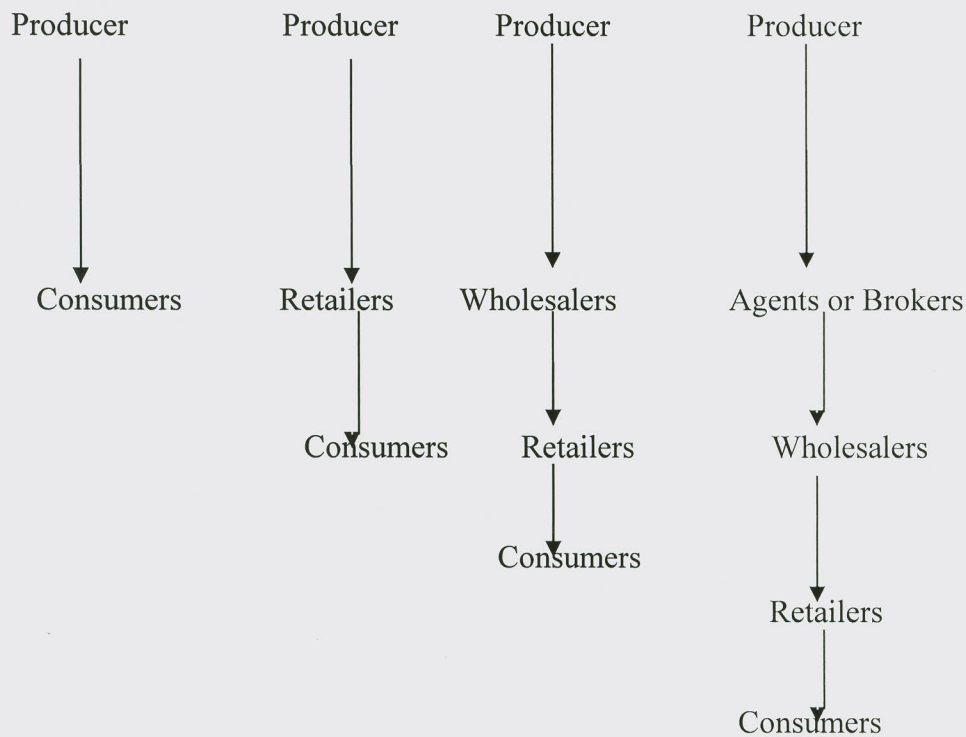 Producer Producer Producer Producer
Consumers Retailers Wholesalers Agents or Brokers
Consumers Retailers Wholesalers
Consumers
Retailers
Consumers